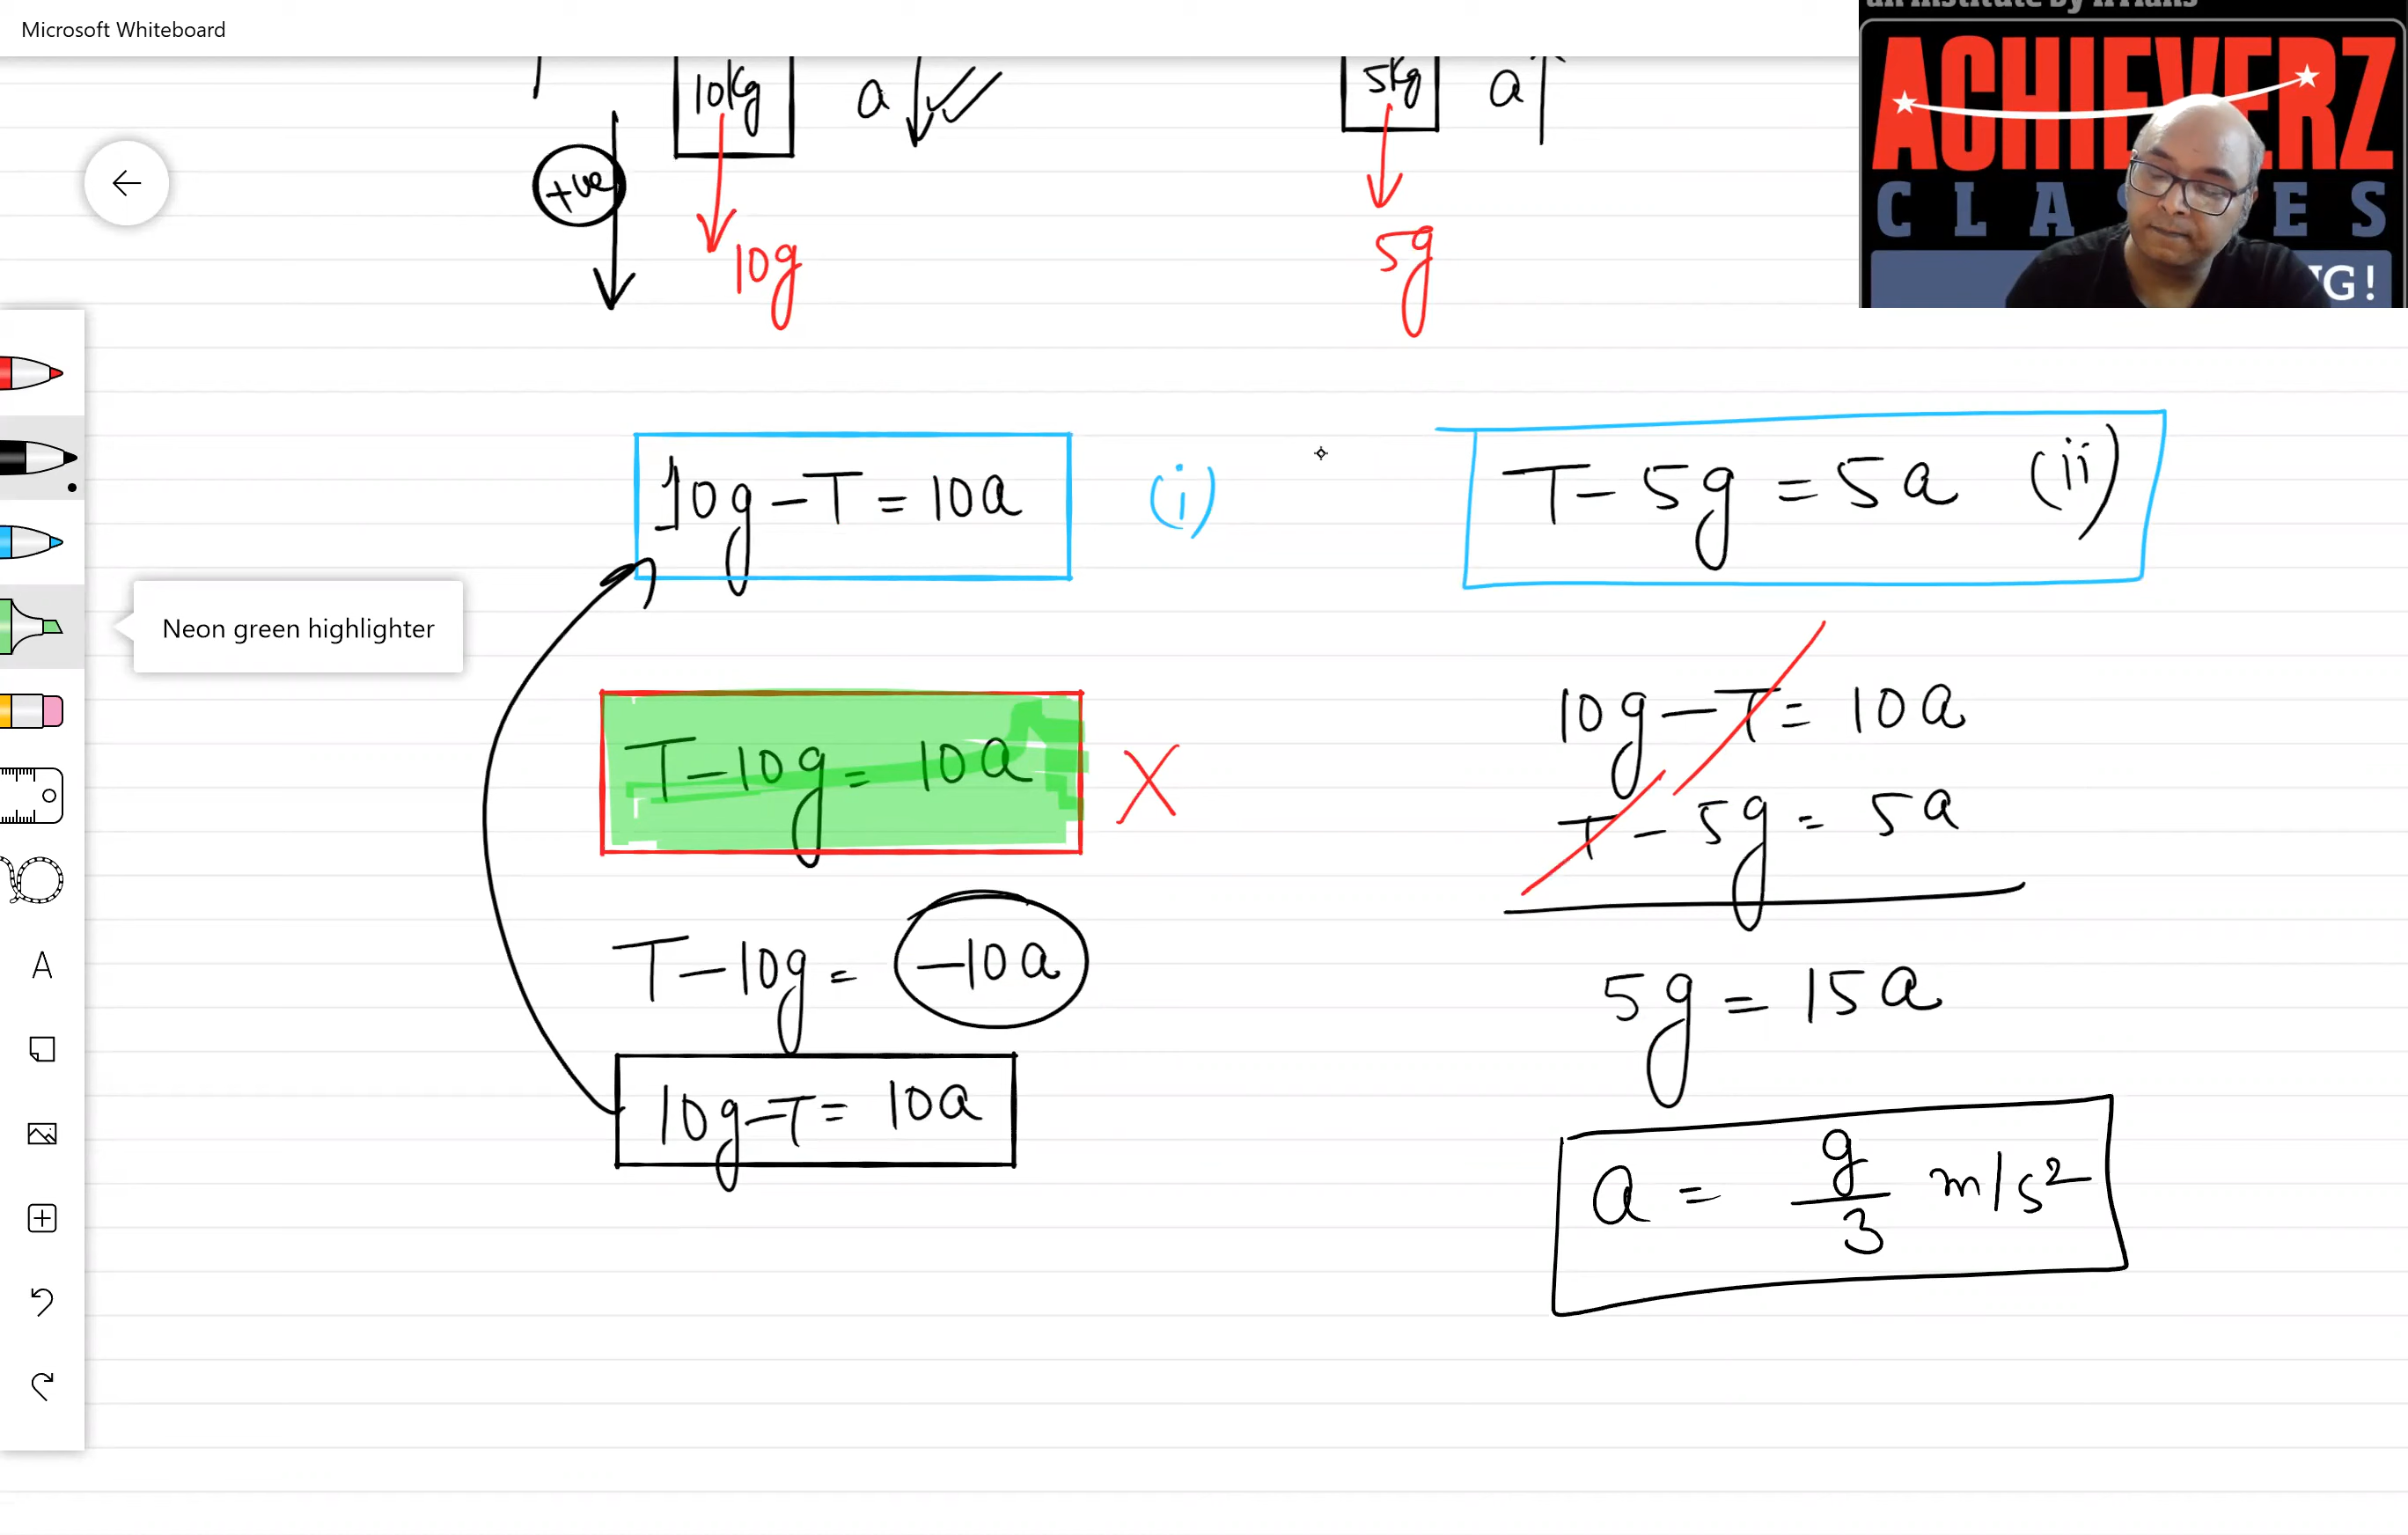 Microsoft Whiteboard
ACHIEVERZ
10Kg a
5Kg a
+ve
10g
5g
G!
10g-T = 10a (i)
T- 5g = 5a (ii)
Neon green highlighter
T-10g = 10a X
T-10g = -10a
10g-T = 10a
10g-T = 10a
T - 5g = 5a
5g = 15a
a = g/3 m/s²
A